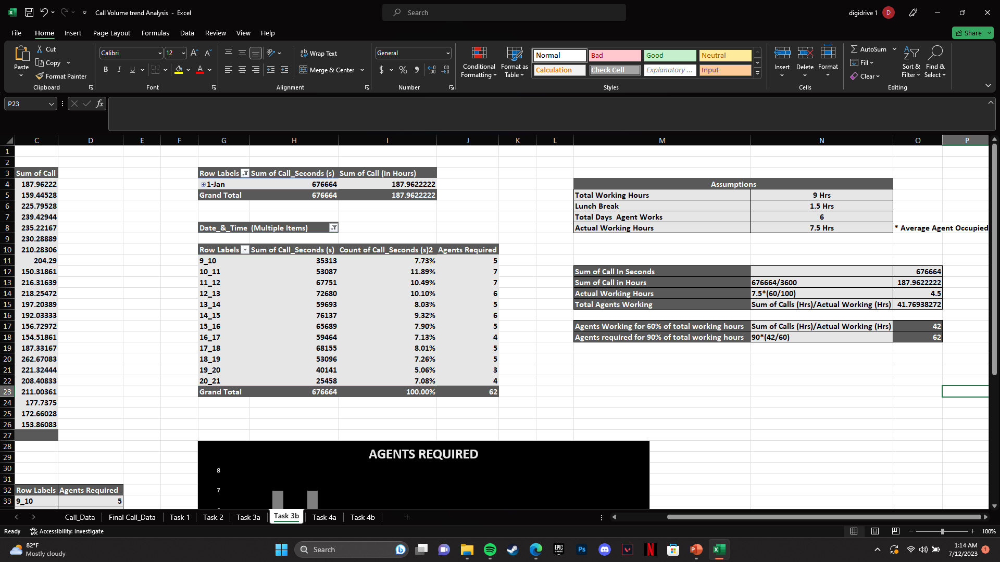 Call Volume trend Analysis - Excel
Search
digidrive 1
D
File Home Insert Page Layout Formulas Data Review View Help
Share
Paste
Cut
Copy
Format Painter
Clipboard
Calibri
12
B I U
Font
Wrap Text
Merge & Center
Alignment
General
$ % 9
Number
Conditional Formatting
Format as Table
Normal Bad Good Neutral
Calculation Check Cell Explanatory ... Input
Styles
Insert Delete Format
Cells
AutoSum
Fill
Clear
Sort & Filter
Find & Select
Editing
P23
fx
C D E F G H I J K L M N O P
1
2
3 Sum of Call Row Labels Sum of Call_Seconds (s) Sum of Call (In Hours)
4 187.96222 1-Jan 676664 187.9622222 Assumptions
5 159.44528 Grand Total 676664 187.9622222 Total Working Hours 9 Hrs
6 225.79528 Lunch Break 1.5 Hrs
7 239.42944 Total Days Agent Works 6
8 235.22167 Date_&_Time (Multiple Items) Actual Working Hours 7.5 Hrs * Average Agent Occupied
9 230.28889
10 210.28306 Row Labels Sum of Call_Seconds (s) Count of Call_Seconds (s)2 Agents Required
11 204.29 9_10 35313 7.73% 5
12 150.31861 10_11 53087 11.89% 7 Sum of Call In Seconds 676664
13 216.31639 11_12 67751 10.49% 7 Sum of Call in Hours 676664/3600 187.9622222
14 218.25472 12_13 72680 10.10% 6 Actual Working Hours 7.5*(60/100) 4.5
15 197.20389 13_14 59693 8.03% 5 Total Agents Working Sum of Calls (Hrs)/Actual Working (Hrs) 41.76938272
16 192.03333 14_15 76137 9.32% 6
17 156.72972 15_16 65689 7.90% 5 Agents Working for 60% of total working hours Sum of Calls (Hrs)/Actual Working (Hrs) 42
18 154.51861 16_17 59464 7.13% 4 Agents required for 90% of total working hours 90*(42/60) 62
19 187.33167 17_18 68155 8.01% 5
20 262.67083 18_19 53096 7.26% 5
21 221.32444 19_20 40141 5.06% 3
22 208.40833 20_21 25458 7.08% 4
23 211.00361 Grand Total 676664 100.00% 62
24 177.7375
25 172.66028
26 153.86083
27
28
29 AGENTS REQUIRED
30 8
31
32 Row Labels Agents Required 7
33 9_10 5
Call_Data Final Call_Data Task 1 Task 2 Task 3a Task 3b Task 4a Task 4b
Ready Accessibility: Investigate
100%
82°F
Mostly cloudy
Search
EPIC GAMES
Ps
N
P
X
1:14 AM
7/12/2023
1